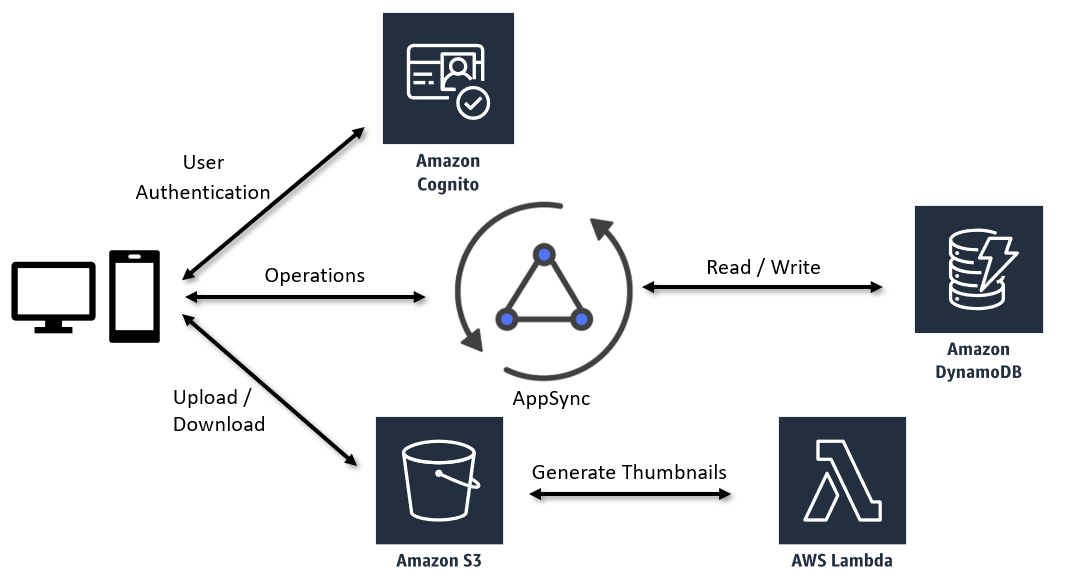 Amazon
Cognito
User
Authentication
Operations
Read / Write
Amazon
DynamoDB
AppSync
Upload /
Download
Generate Thumbnails
Amazon S3
AWS Lambda